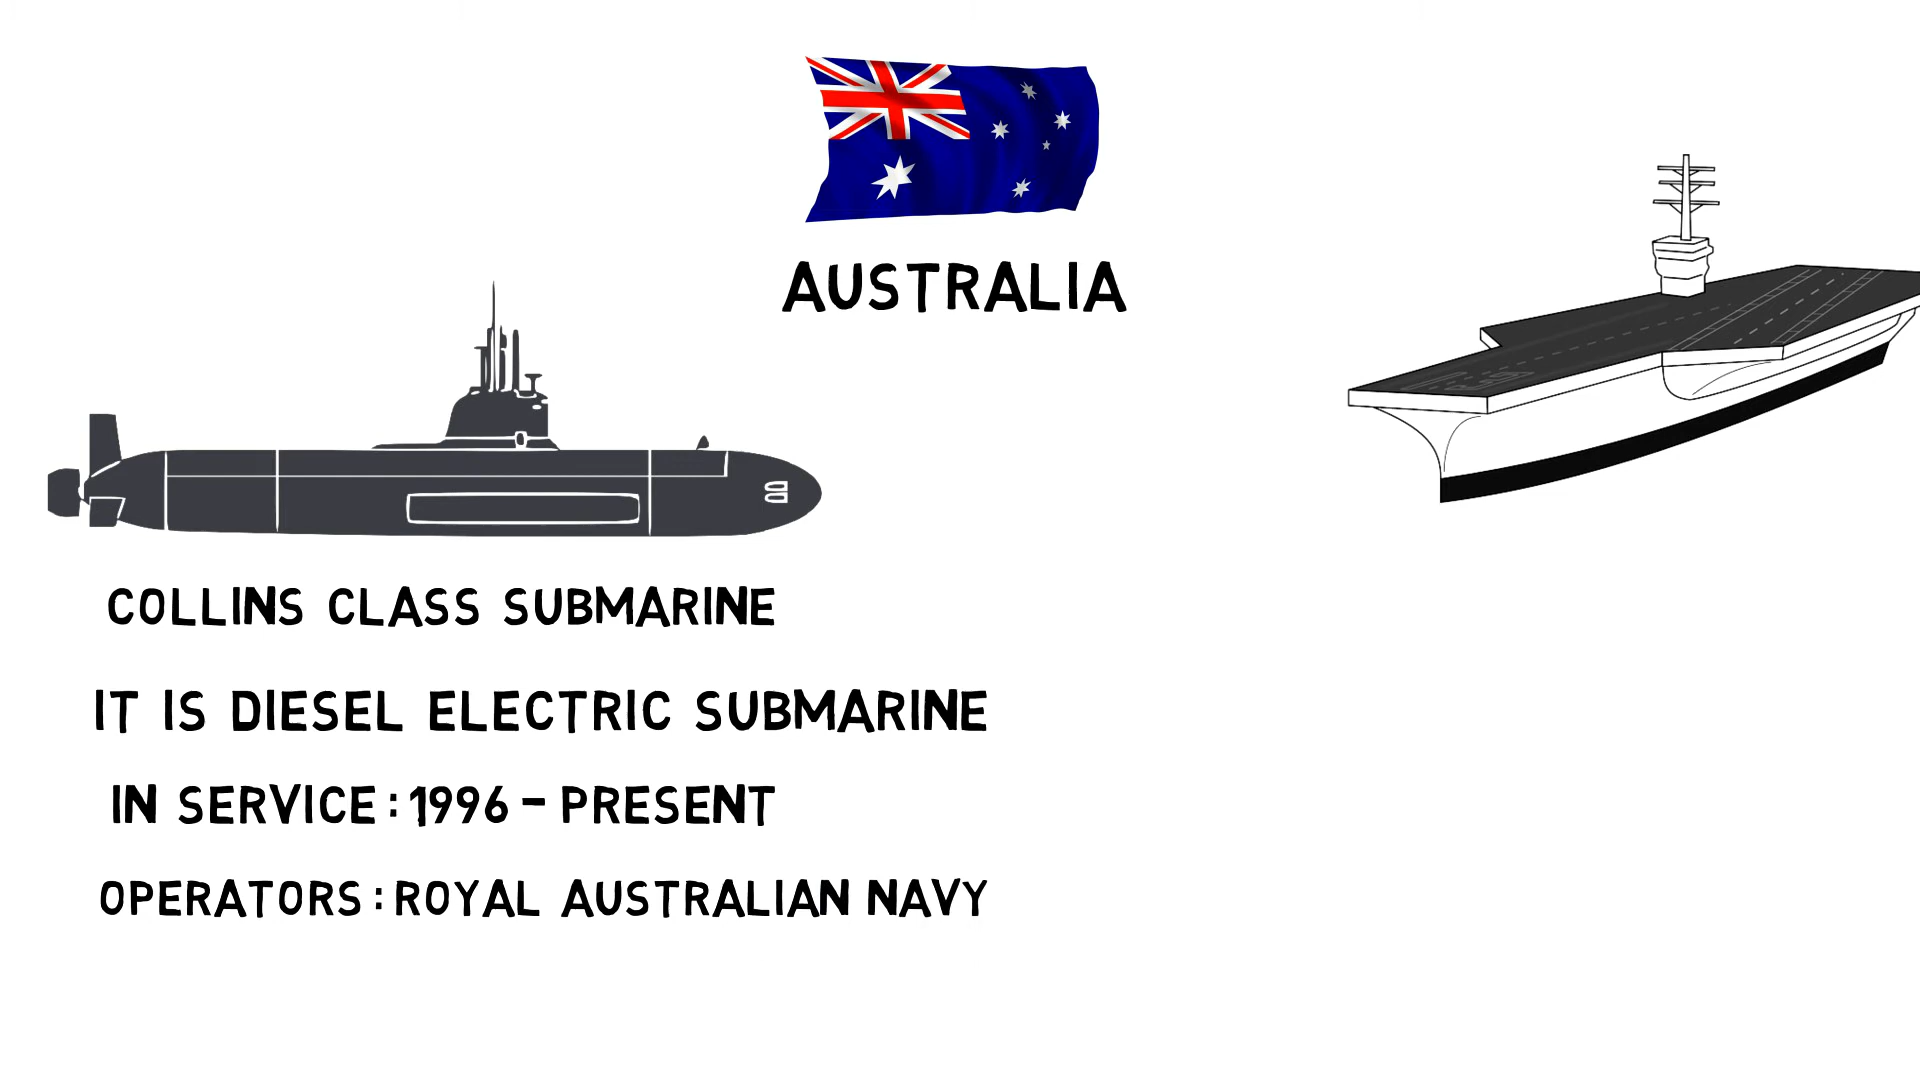 AUSTRALIA
COLLINS CLASS SUBMARINE
IT IS DIESEL ELECTRIC SUBMARINE
IN SERVICE : 1996 - PRESENT
OPERATORS : ROYAL AUSTRALIAN NAVY